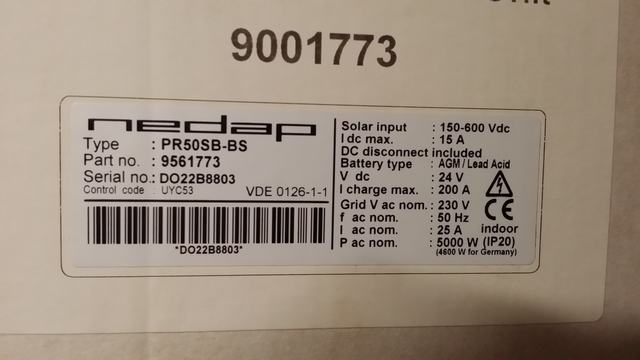 9001773
nedap
Type : PR50SB-BS
Part no. : 9561773
Serial no.: DO22B8803
Control code : UYC53
VDE 0126-1-1
*DO22B8803*
Solar input : 150-600 Vdc
I dc max. : 15 A
DC disconnect included
Battery type : AGM / Lead Acid
V dc : 24 V
I charge max. : 200 A
Grid V ac nom. : 230 V
f ac nom. : 50 Hz
I ac nom. : 25 A
P ac nom. : 5000 W (IP20)
(4600 W for Germany)
CE
indoor